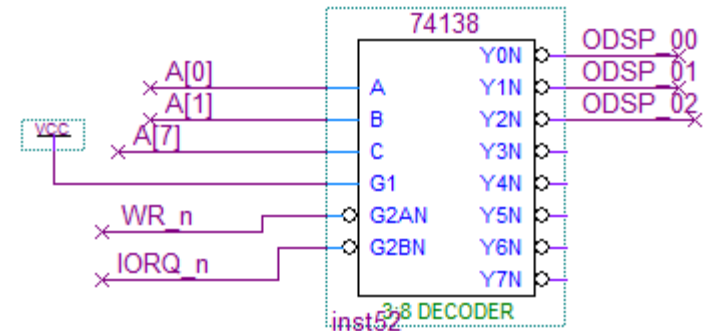 74138
A[0]
A[1]
A[7]
VCC
WR_n
IORQ_n
A
B
C
G1
G2AN
G2BN
Y0N
Y1N
Y2N
Y3N
Y4N
Y5N
Y6N
Y7N
ODSP_00
ODSP_01
ODSP_02
3:8 DECODER
inst52